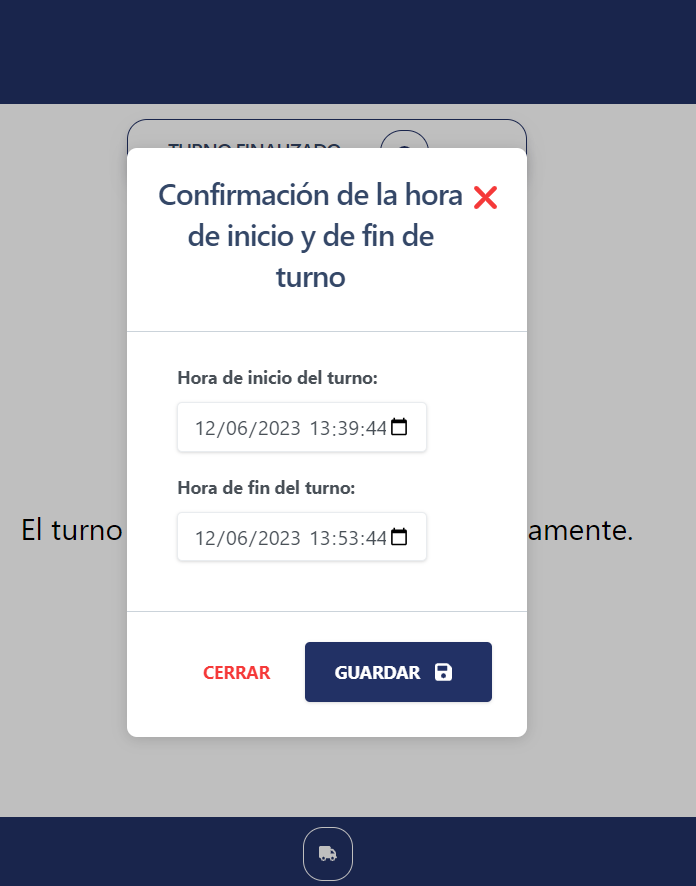 TURNO FINALIZADO
Confirmación de la hora
de inicio y de fin de
turno
Hora de inicio del turno:
12/06/2023 13:39:44
Hora de fin del turno:
12/06/2023 13:53:44
El turno amente.
CERRAR GUARDAR